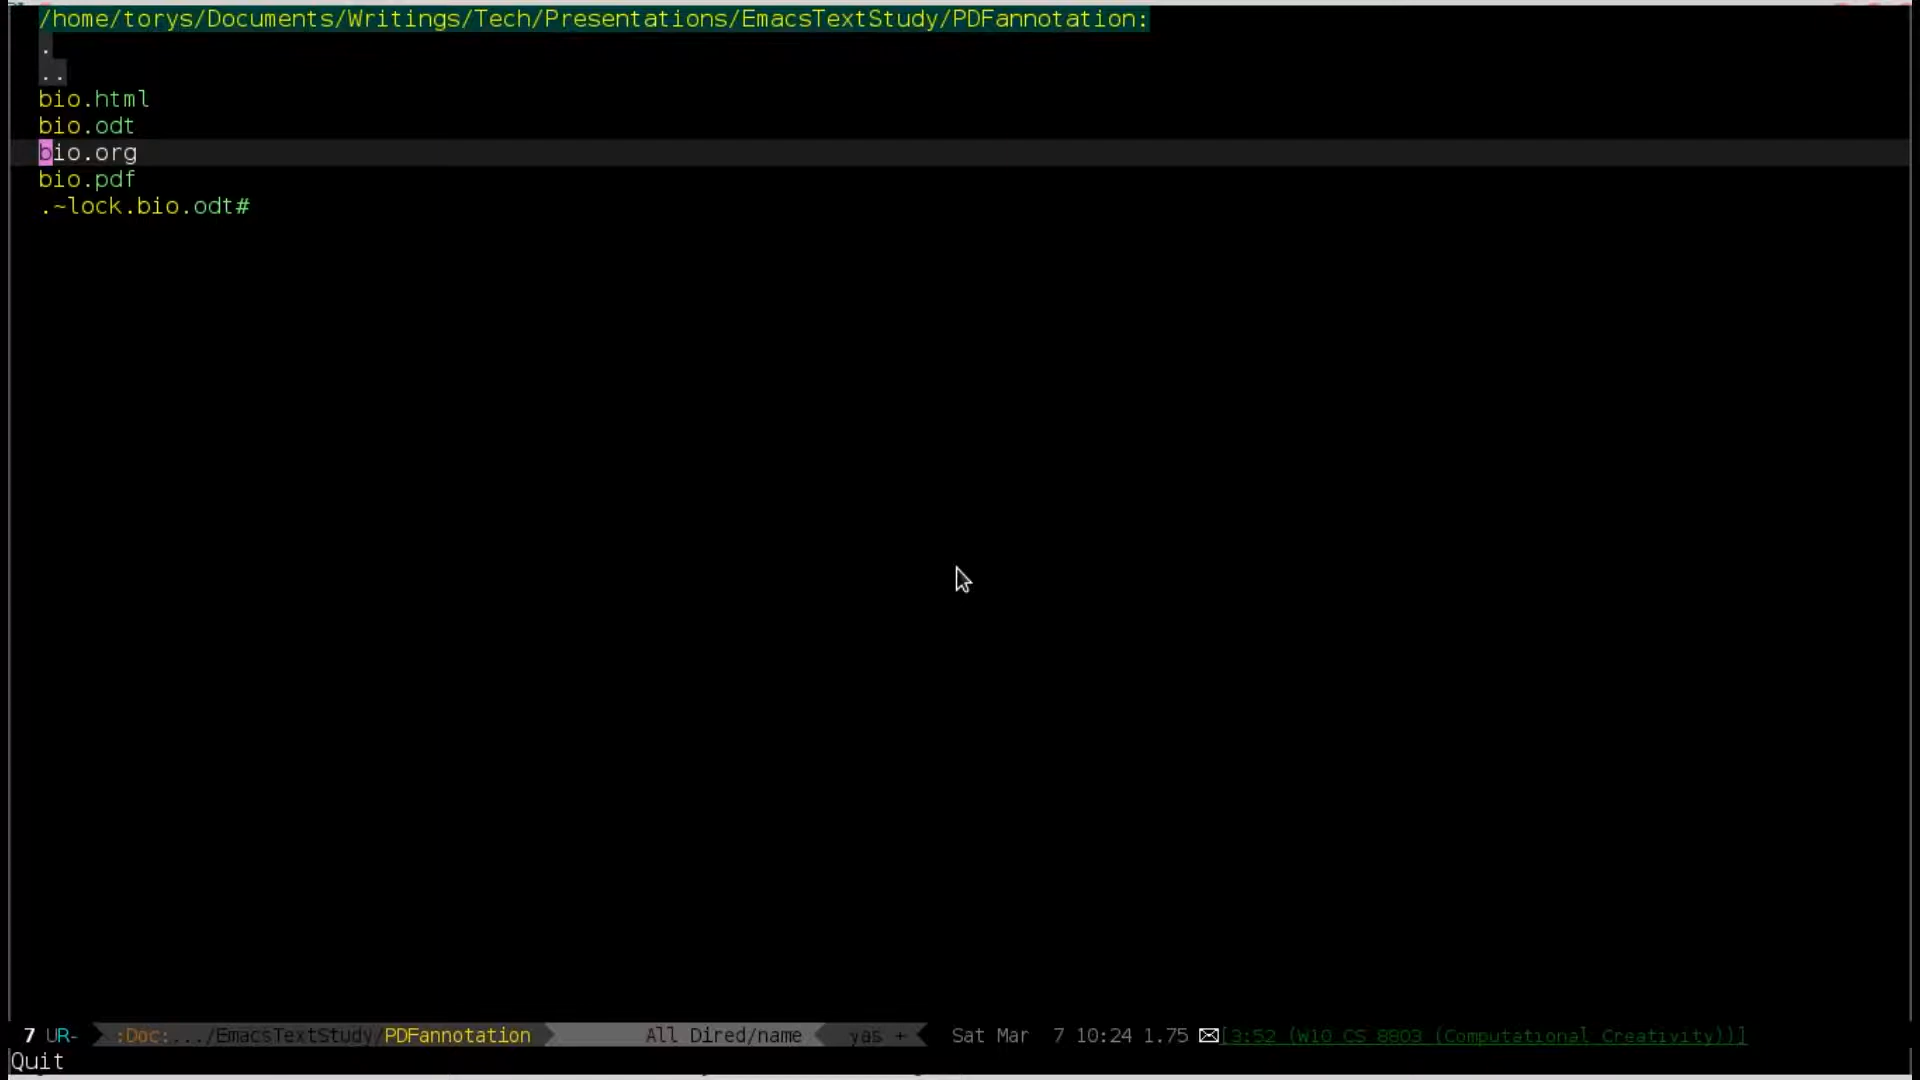 /home/torys/Documents/Writings/Tech/Presentations/EmacsTextStudy/PDFannotation:
.
..
bio.html
bio.odt
bio.org
bio.pdf
.~lock.bio.odt#
7 UR- :Doc:.../EmacsTextStudy/PDFannotation All Dired/name yas + Sat Mar 7 10:24 1.75 [3:52 (W10 CS 8803 (Computational Creativity))]
Quit